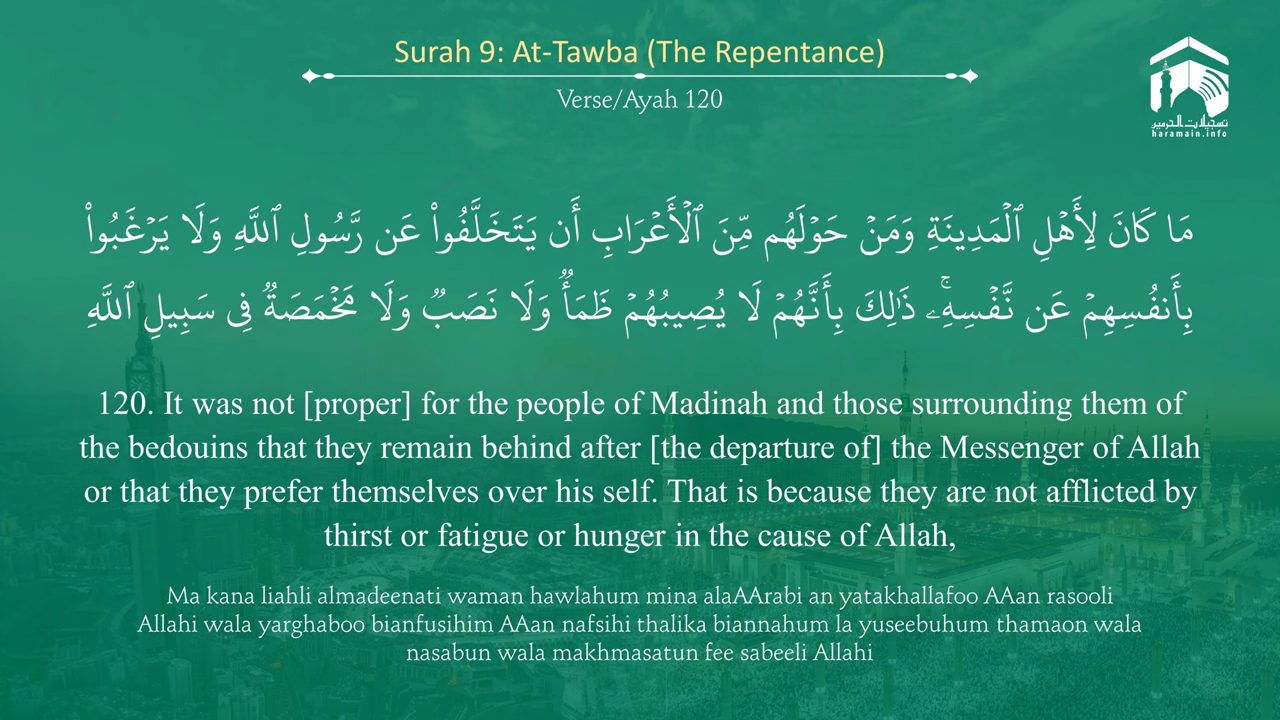 Surah 9: At-Tawba (The Repentance)
Verse/Ayah 120
تسجيلات الحرمين
haramain.info
مَا كَانَ لِأَهۡلِ ٱلۡمَدِينَةِ وَمَنۡ حَوۡلَهُم مِّنَ ٱلۡأَعۡرَابِ أَن يَتَخَلَّفُواْ عَن رَّسُولِ ٱللَّهِ وَلَا يَرۡغَبُواْ
بِأَنفُسِهِمۡ عَن نَّفۡسِهِۦۚ ذَٰلِكَ بِأَنَّهُمۡ لَا يُصِيبُهُمۡ ظَمَأٞ وَلَا نَصَبٞ وَلَا مَخۡمَصَةٞ فِى سَبِيلِ ٱللَّهِ
120. It was not [proper] for the people of Madinah and those surrounding them of
the bedouins that they remain behind after [the departure of] the Messenger of Allah
or that they prefer themselves over his self. That is because they are not afflicted by
thirst or fatigue or hunger in the cause of Allah,
Ma kana liahli almadeenati waman hawlahum mina alaAArabi an yatakhallafoo AAan rasooli
Allahi wala yarghaboo bianfusihim AAan nafsihi thalika biannahum la yuseebuhum thamaon wala
nasabun wala makhmasatun fee sabeeli Allahi